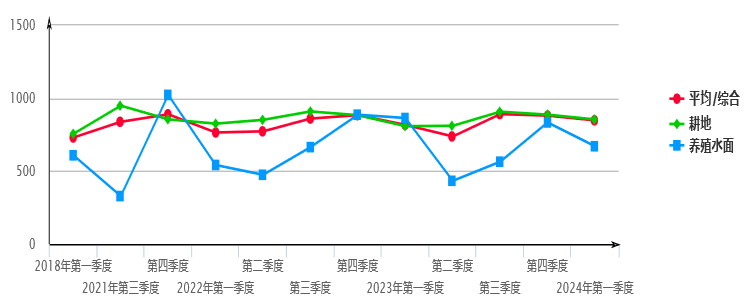 1500
1000
500
0
2018年第一季度
2021年第三季度
第四季度
2022年第一季度
第二季度
第三季度
第四季度
2023年第一季度
第二季度
第三季度
第四季度
2024年第一季度
平均/综合
耕地
养殖水面